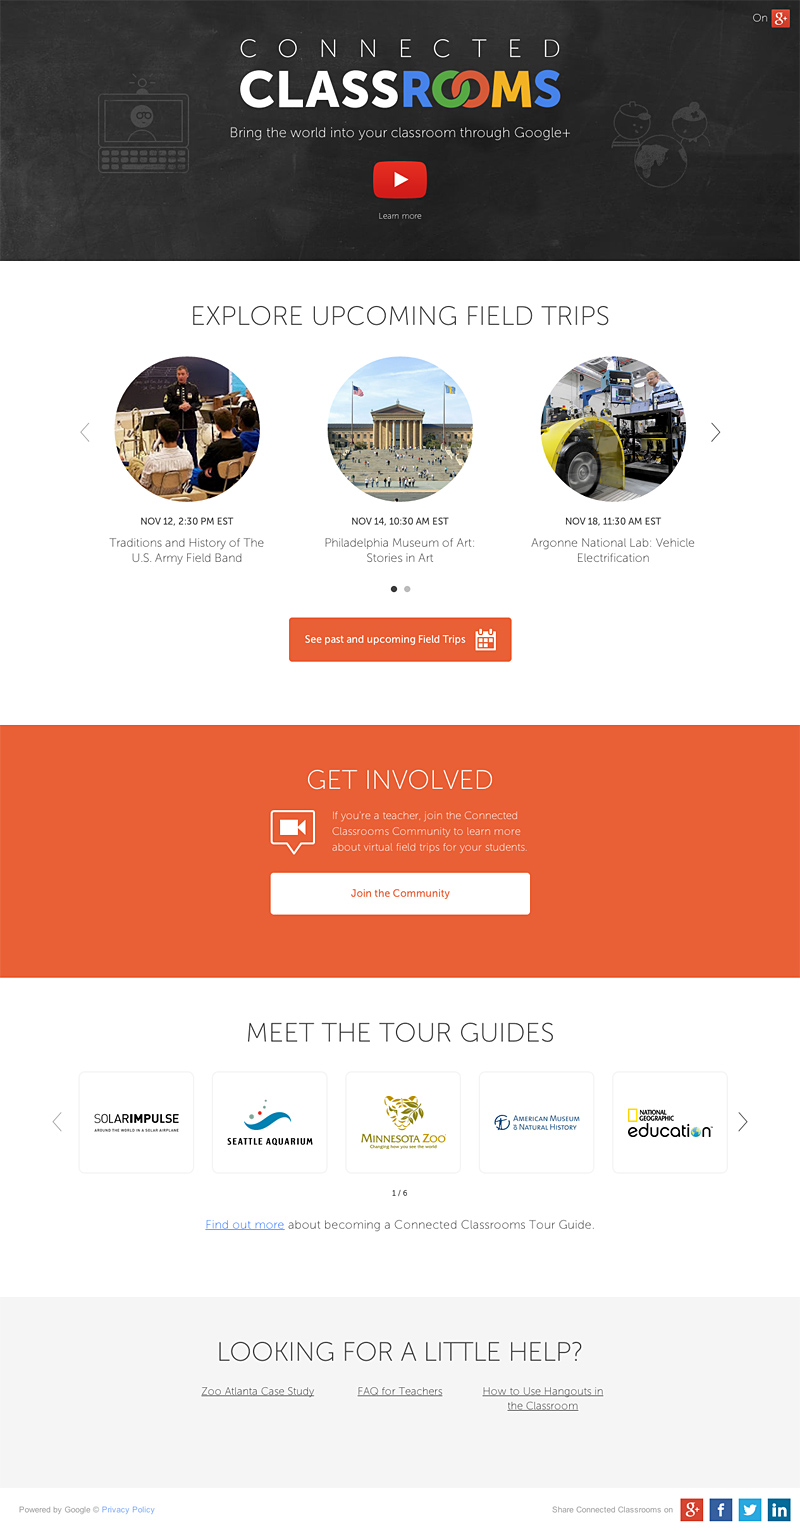 On
CONNECTED
CLASSROOMS
Bring the world into your classroom through Google+
Learn more
EXPLORE UPCOMING FIELD TRIPS
NOV 12, 2:30 PM EST
Traditions and History of The
U.S. Army Field Band
NOV 14, 10:30 AM EST
Philadelphia Museum of Art:
Stories in Art
NOV 18, 11:30 AM EST
Argonne National Lab: Vehicle
Electrification
See past and upcoming Field Trips
GET INVOLVED
If you're a teacher, join the Connected
Classrooms Community to learn more
about virtual field trips for your students.
Join the Community
MEET THE TOUR GUIDES
SOLARIMPULSE
AROUND THE WORLD IN A SOLAR AIRPLANE
SEATTLE AQUARIUM
MINNESOTA ZOO
Changing how you see the world
AMERICAN MUSEUM
& NATURAL HISTORY
NATIONAL
GEOGRAPHIC
education
1 / 6
Find out more about becoming a Connected Classrooms Tour Guide.
LOOKING FOR A LITTLE HELP?
Zoo Atlanta Case Study
FAQ for Teachers
How to Use Hangouts in
the Classroom
Powered by Google © Privacy Policy
Share Connected Classrooms on